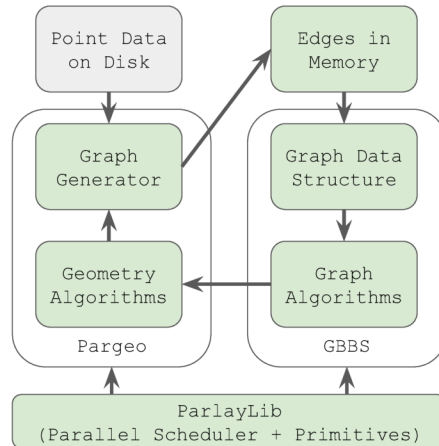 Point Data
on Disk
Edges in
Memory
Graph
Generator
Graph Data
Structure
Geometry
Algorithms
Graph
Algorithms
Pargeo
GBBS
ParlayLib
(Parallel Scheduler + Primitives)